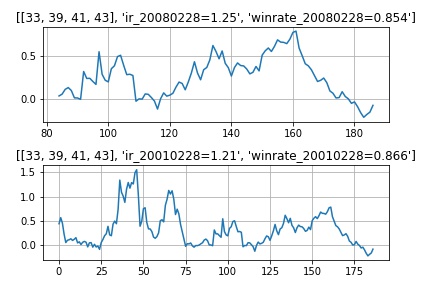 [[33, 39, 41, 43], 'ir_20080228=1.25', 'winrate_20080228=0.854']
0.5
0.0
80 100 120 140 160 180
[[33, 39, 41, 43], 'ir_20010228=1.21', 'winrate_20010228=0.866']
1.5
1.0
0.5
0.0
0 25 50 75 100 125 150 175